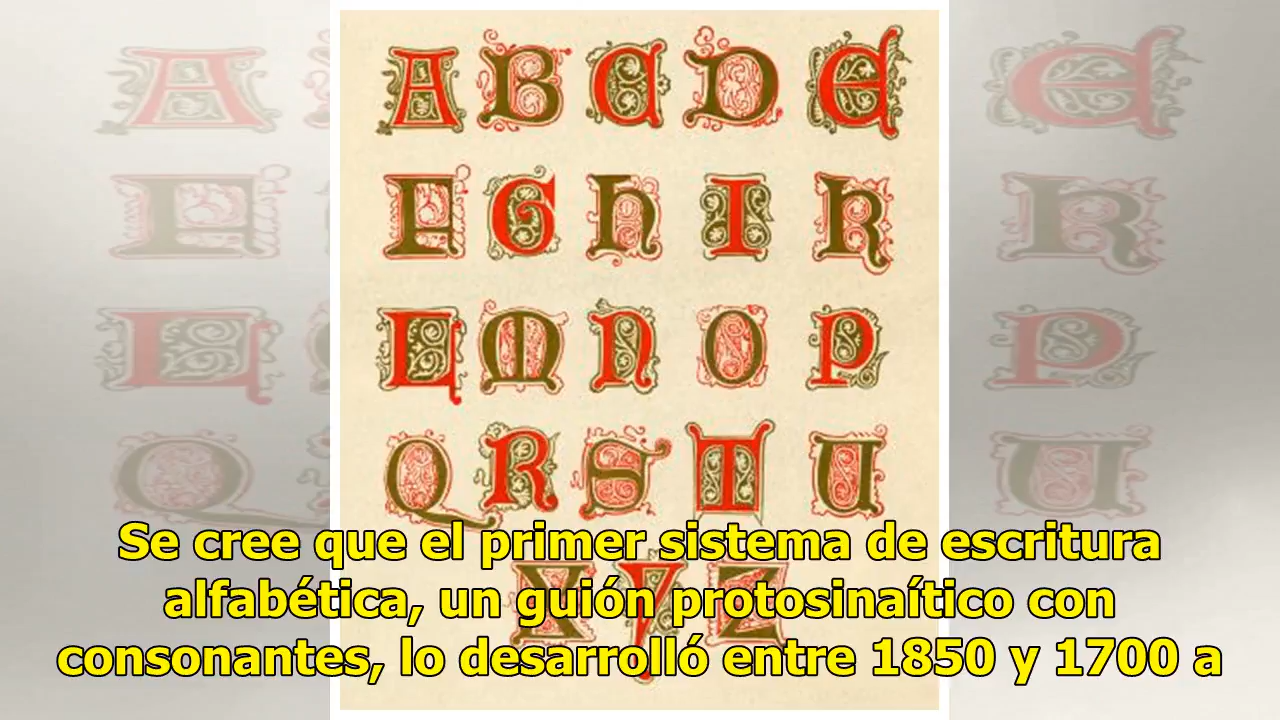 A B C D E
F G H I K
L M N O P
Q R S T U
X Y Z
Se cree que el primer sistema de escritura
alfabética, un guión protosinaítico con
consonantes, lo desarrolló entre 1850 y 1700 a